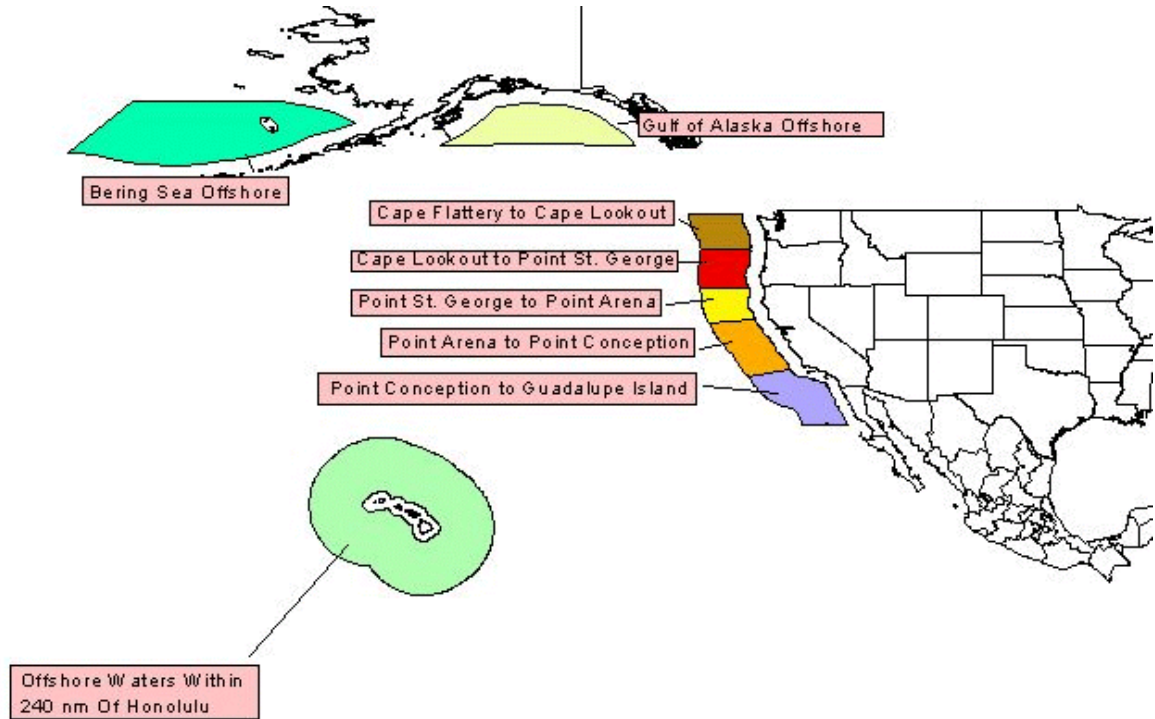 Gulf of Alaska Offshore
Bering Sea Offshore
Cape Flattery to Cape Lookout
Cape Lookout to Point St. George
Point St. George to Point Arena
Point Arena to Point Conception
Point Conception to Guadalupe Island
Offshore Waters Within
240 nm Of Honolulu